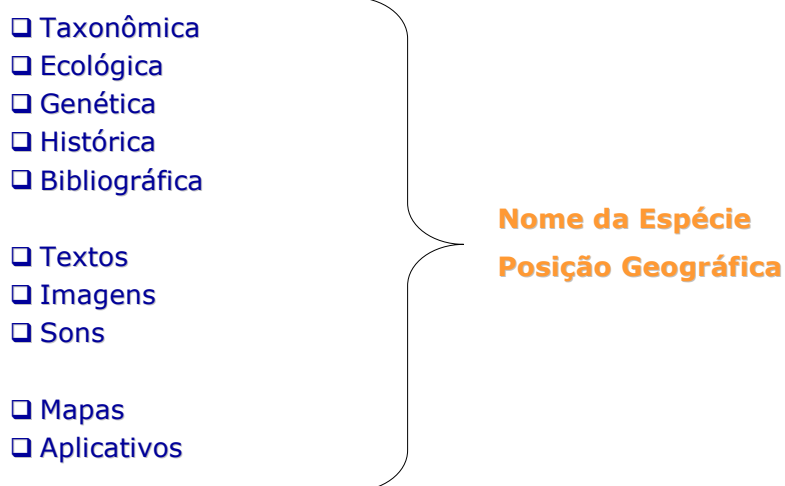 ❑ Taxonômica
❑ Ecológica
❑ Genética
❑ Histórica
❑ Bibliográfica
❑ Textos
❑ Imagens
❑ Sons
❑ Mapas
❑ Aplicativos
Nome da Espécie
Posição Geográfica